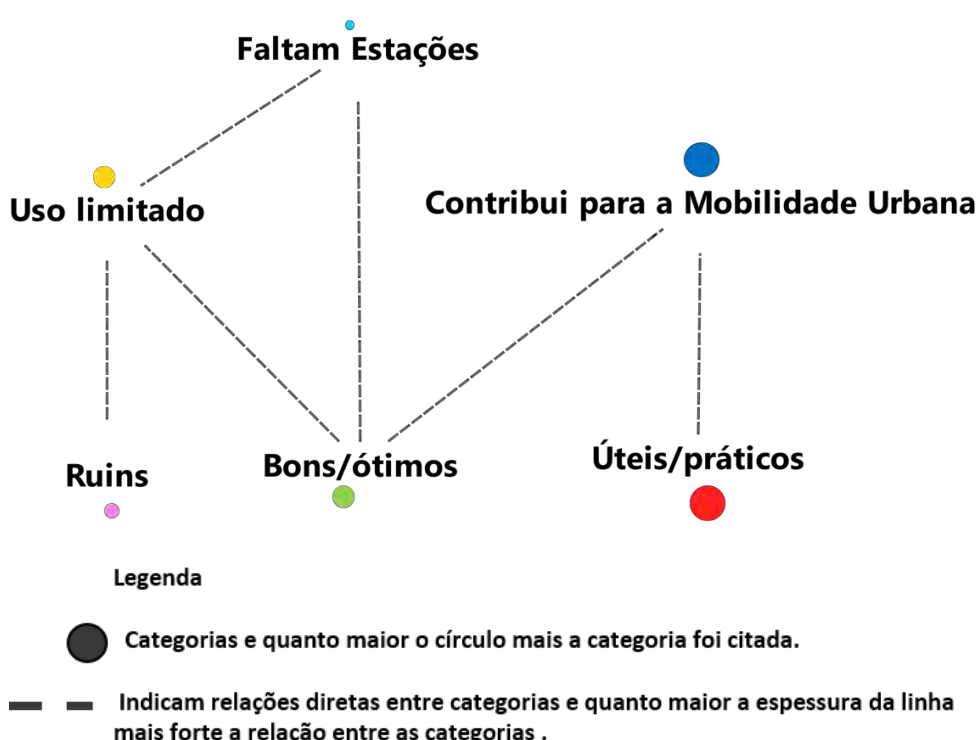 Faltam Estações
Uso limitado
Contribui para a Mobilidade Urbana
Ruins
Bons/ótimos
Úteis/práticos
Legenda
Categorias e quanto maior o círculo mais a categoria foi citada.
Indicam relações diretas entre categorias e quanto maior a espessura da linha
mais forte a relação entre as categorias .